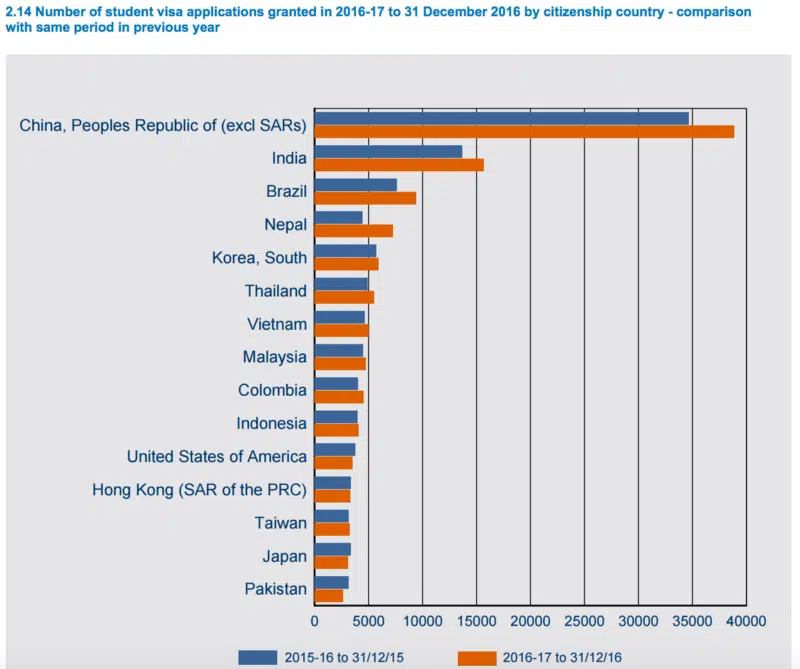 2.14 Number of student visa applications granted in 2016-17 to 31 December 2016 by citizenship country - comparison
with same period in previous year
China, Peoples Republic of (excl SARs)
India
Brazil
Nepal
Korea, South
Thailand
Vietnam
Malaysia
Colombia
Indonesia
United States of America
Hong Kong (SAR of the PRC)
Taiwan
Japan
Pakistan
0 5000 10000 15000 20000 25000 30000 35000 40000
2015-16 to 31/12/15 2016-17 to 31/12/16